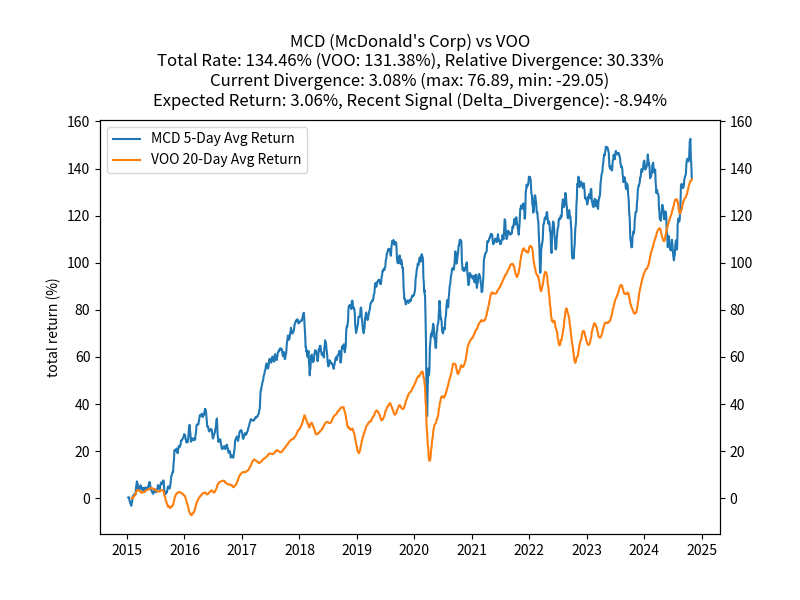 MCD (McDonald's Corp) vs VOO
Total Rate: 134.46% (VOO: 131.38%), Relative Divergence: 30.33%
Current Divergence: 3.08% (max: 76.89, min: -29.05)
Expected Return: 3.06%, Recent Signal (Delta_Divergence): -8.94%
MCD 5-Day Avg Return
VOO 20-Day Avg Return
total return (%)
160 160
140 140
120 120
100 100
80 80
60 60
40 40
20 20
0 0
2015 2016 2017 2018 2019 2020 2021 2022 2023 2024 2025